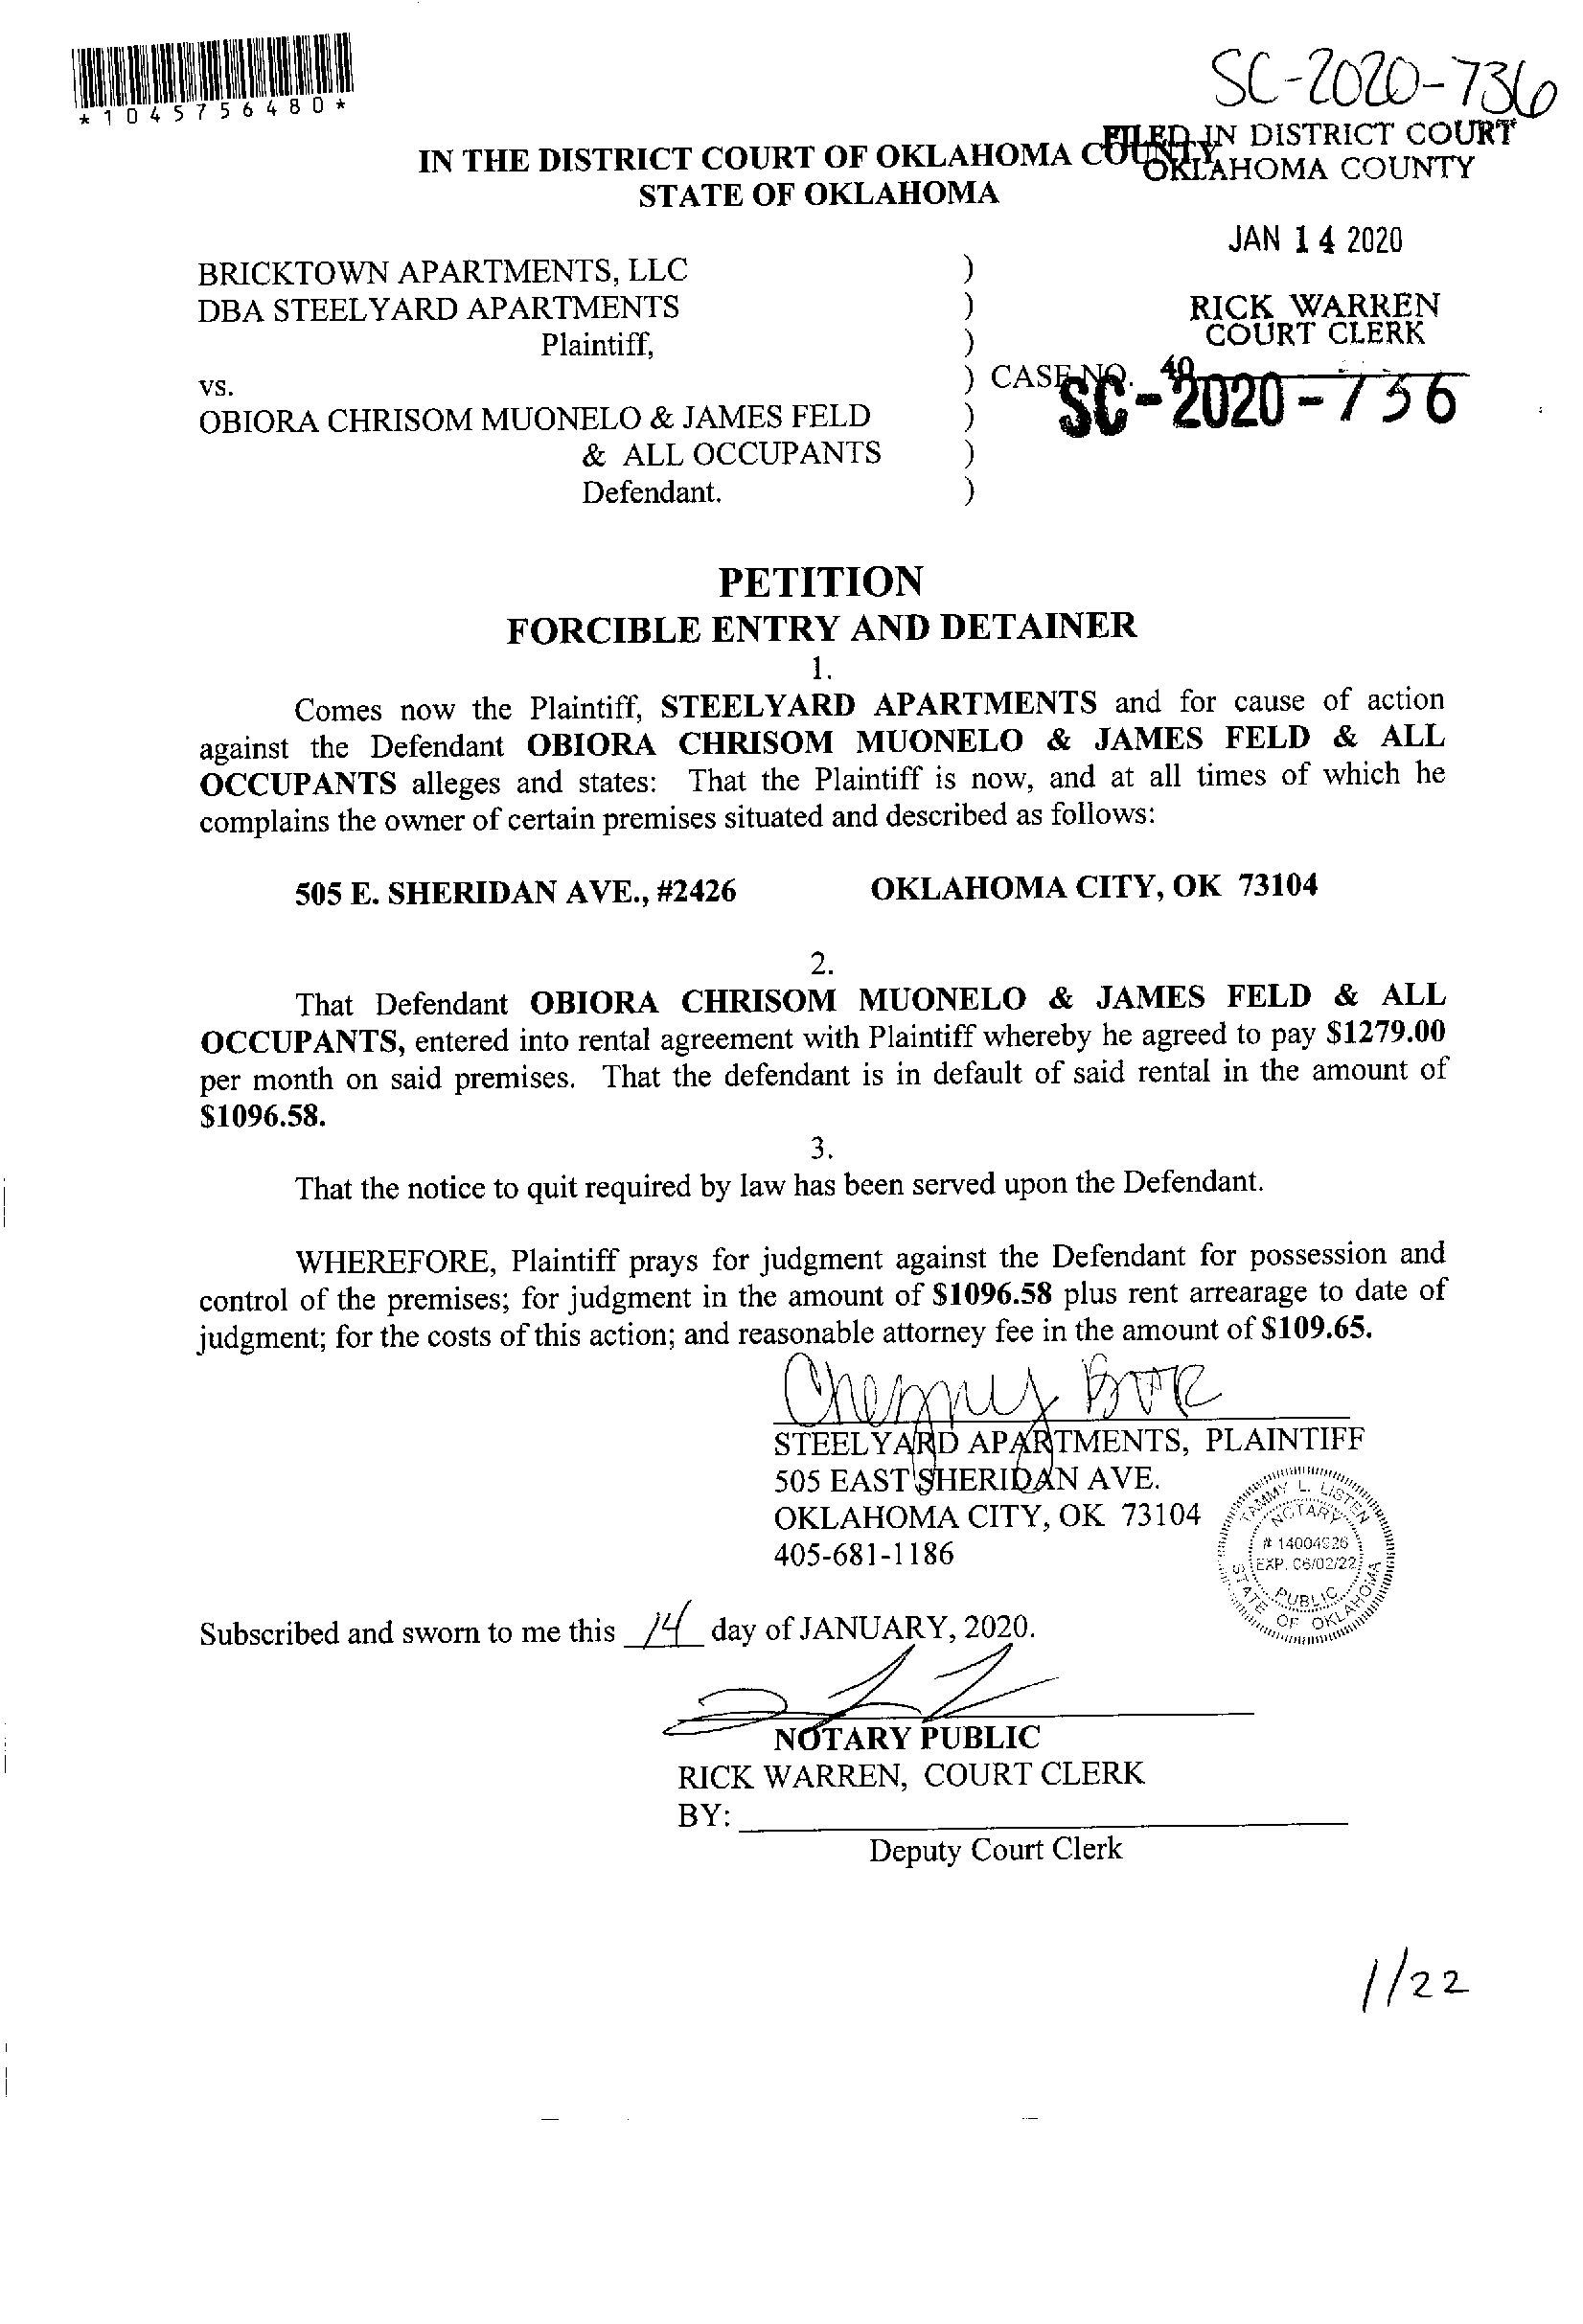 *1045756480*
SC-2020-736
IN THE DISTRICT COURT OF OKLAHOMA COUNTY
STATE OF OKLAHOMA
FILED IN DISTRICT COURT
OKLAHOMA COUNTY
JAN 14 2020
RICK WARREN
COURT CLERK
40
BRICKTOWN APARTMENTS, LLC )
DBA STEELYARD APARTMENTS )
Plaintiff, )
vs. ) CASE NO. SC-2020-736
OBIORA CHRISOM MUONELO & JAMES FELD )
& ALL OCCUPANTS )
Defendant. )
PETITION
FORCIBLE ENTRY AND DETAINER
1.
Comes now the Plaintiff, STEELYARD APARTMENTS and for cause of action
against the Defendant OBIORA CHRISOM MUONELO & JAMES FELD & ALL
OCCUPANTS alleges and states: That the Plaintiff is now, and at all times of which he
complains the owner of certain premises situated and described as follows:
505 E. SHERIDAN AVE., #2426 OKLAHOMA CITY, OK 73104
2.
That Defendant OBIORA CHRISOM MUONELO & JAMES FELD & ALL
OCCUPANTS, entered into rental agreement with Plaintiff whereby he agreed to pay $1279.00
per month on said premises. That the defendant is in default of said rental in the amount of
$1096.58.
3.
That the notice to quit required by law has been served upon the Defendant.
WHEREFORE, Plaintiff prays for judgment against the Defendant for possession and
control of the premises; for judgment in the amount of $1096.58 plus rent arrearage to date of
judgment; for the costs of this action; and reasonable attorney fee in the amount of $109.65.
STEELYARD APARTMENTS, PLAINTIFF
505 EAST SHERIDAN AVE.
OKLAHOMA CITY, OK 73104
405-681-1186
TAMMY L. LISTEN
NOTARY
# 14004926
EXP. 06/02/22
PUBLIC
STATE OF OKLAHOMA
Subscribed and sworn to me this 14 day of JANUARY, 2020.
NOTARY PUBLIC
RICK WARREN, COURT CLERK
BY:
Deputy Court Clerk
1/22